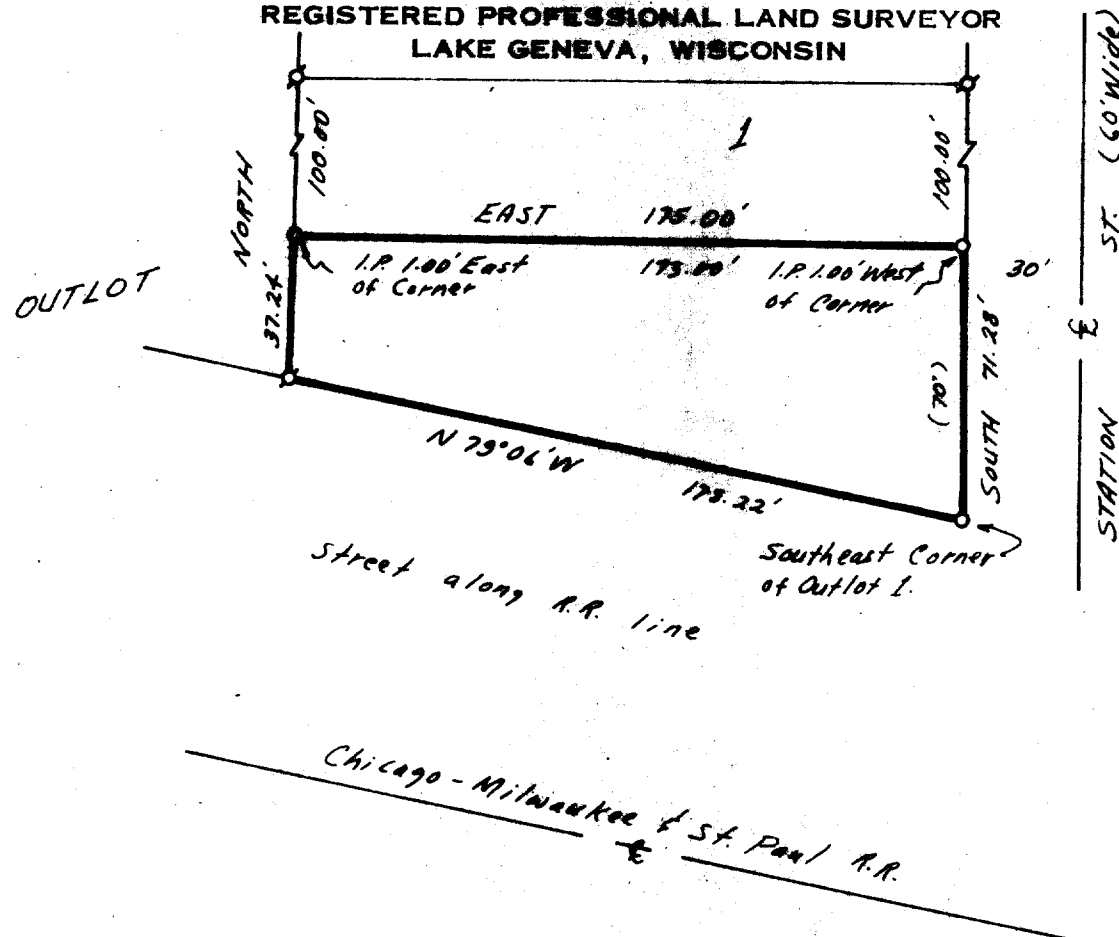 REGISTERED PROFESSIONAL LAND SURVEYOR
LAKE GENEVA, WISCONSIN
ST. (60' Wide)
1
100.00'
100.00'
NORTH
EAST 175.00'
I.P. 1.00' East
of Corner
173.00'
I.P. 1.00' West
of Corner
30'
OUTLOT
37.24'
SOUTH 71.28'
(70')
℄
STATION
N 79°06' W
178.22'
Southeast Corner
of Outlot 1.
Street along R.R. line
Chicago - Milwaukee & St. Paul R.R.
℄